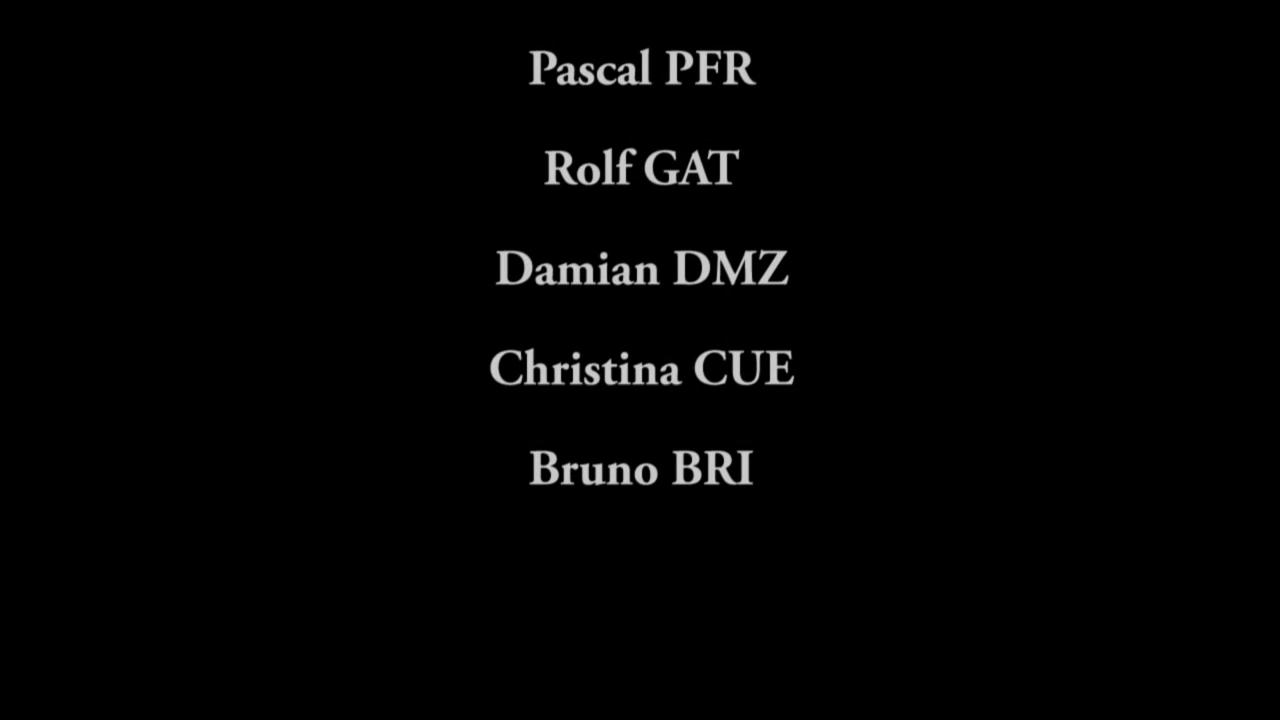 Pascal PFR
Rolf GAT
Damian DMZ
Christina CUE
Bruno BRI